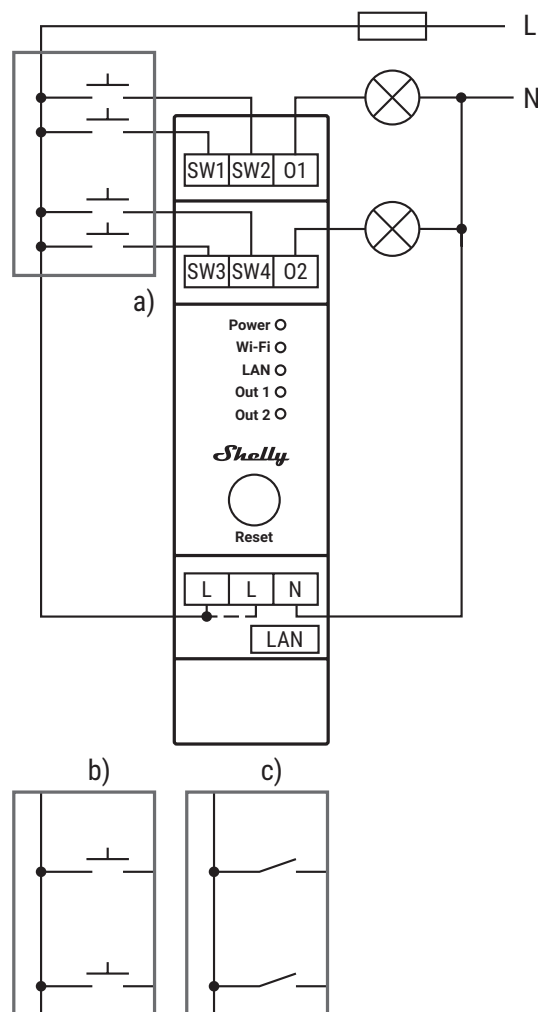 L
N
SW1 SW2 O1
SW3 SW4 O2
a)
Power
Wi-Fi
LAN
Out 1
Out 2
Shelly
Reset
L L N
LAN
b) c)